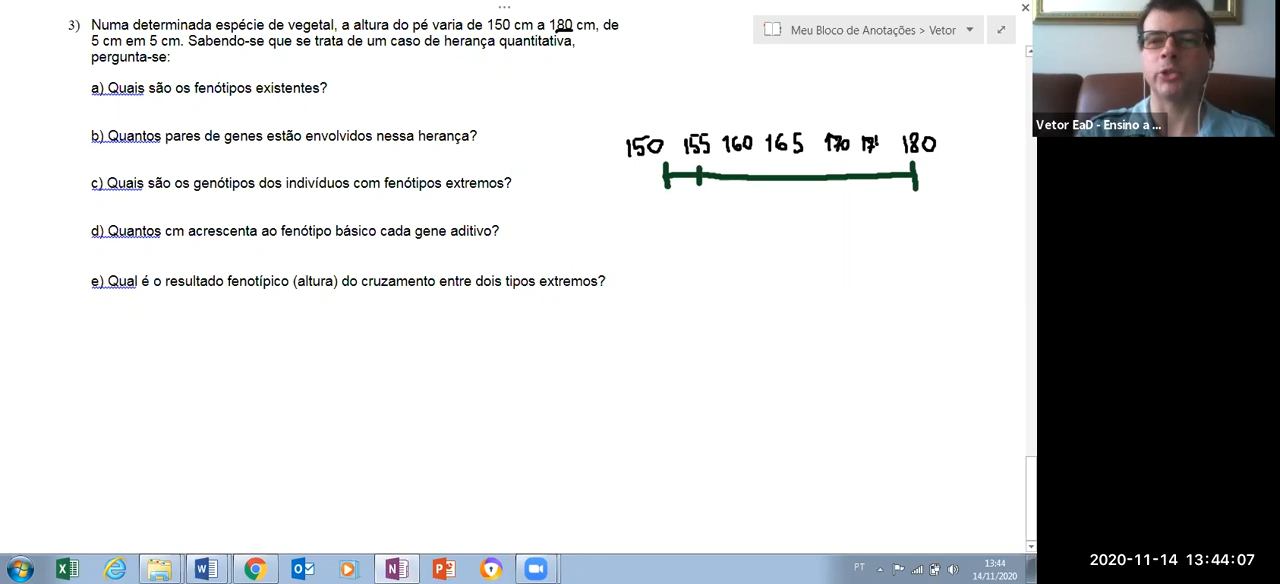 3) Numa determinada espécie de vegetal, a altura do pé varia de 150 cm a 180 cm, de
5 cm em 5 cm. Sabendo-se que se trata de um caso de herança quantitativa,
pergunta-se:
a) Quais são os fenótipos existentes?
b) Quantos pares de genes estão envolvidos nessa herança?
c) Quais são os genótipos dos indivíduos com fenótipos extremos?
d) Quantos cm acrescenta ao fenótipo básico cada gene aditivo?
e) Qual é o resultado fenotípico (altura) do cruzamento entre dois tipos extremos?
Meu Bloco de Anotações > Vetor
150 155 160 165 170 180
Vetor EaD - Ensino a ...
PT
13:44
14/11/2020
2020-11-14 13:44:07